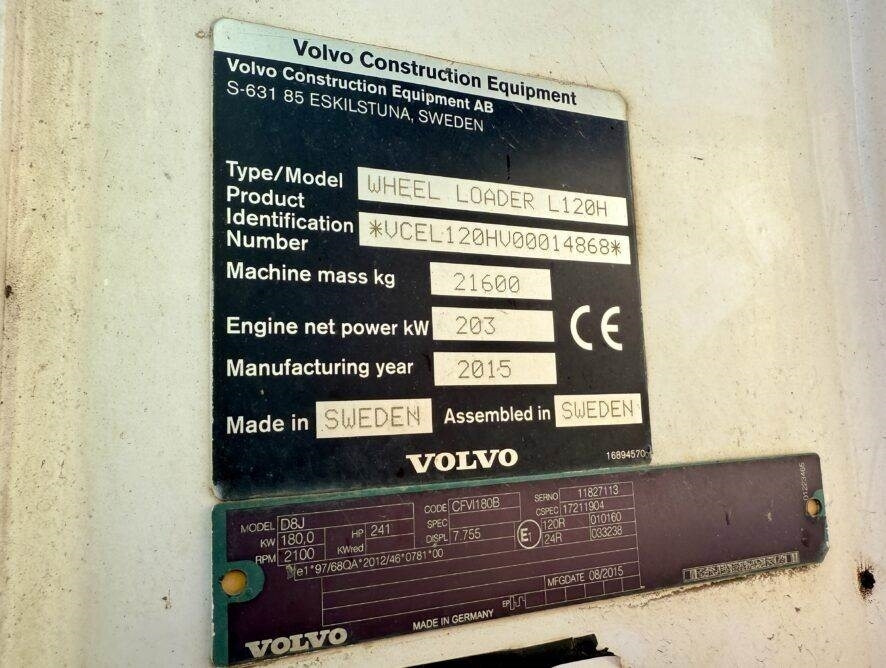 Volvo Construction Equipment
Volvo Construction Equipment AB
S-631 85 ESKILSTUNA, SWEDEN
Type/Model WHEEL LOADER L120H
Product
Identification
Number *VCEL120HV00014868*
Machine mass kg 21600
Engine net power kW 203
Manufacturing year 2015
CE
Made in SWEDEN Assembled in SWEDEN
VOLVO
16894570
MODEL D8J CODE CFVI180B SERNO 11827113
KW 180,0 HP 241 SPEC CSPEC 17211904
RPM 2100 KWred DISPL 7.755 E1 120R 010160
24R 033238
e1*97/68QA*2012/46*0781*00
MFGDATE 08/2015
EP
MADE IN GERMANY
VOLVO
01223465